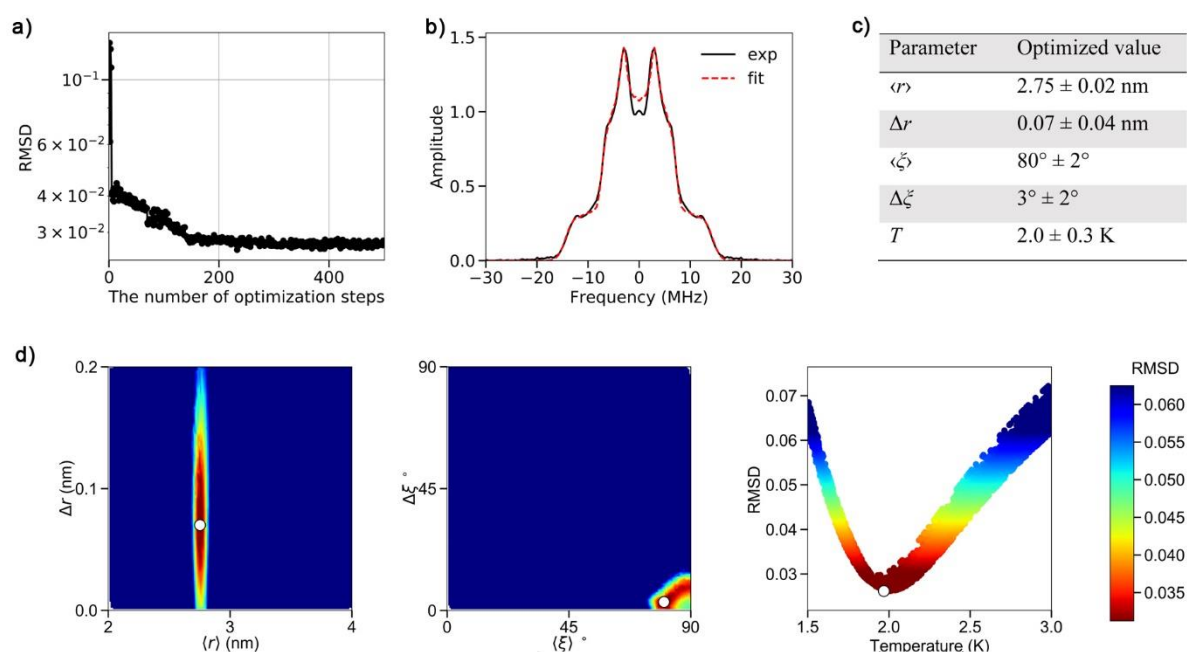 a)
10⁻¹
6 × 10⁻²
4 × 10⁻²
3 × 10⁻²
RMSD
0 200 400
The number of optimization steps
b)
1.5
1.0
0.5
0.0
Amplitude
exp
fit
−30 −20 −10 0 10 20 30
Frequency (MHz)
c)
Parameter Optimized value
‹r› 2.75 ± 0.02 nm
Δr 0.07 ± 0.04 nm
‹ξ› 80° ± 2°
Δξ 3° ± 2°
T 2.0 ± 0.3 K
d)
0.2
0.1
0.0
Δr (nm)
2 3 4
⟨r⟩ (nm)
90
45
0
Δξ °
0 45 90
⟨ξ⟩ °
0.07
0.06
0.05
0.04
0.03
RMSD
1.5 2.0 2.5 3.0
Temperature (K)
RMSD
0.060
0.055
0.050
0.045
0.040
0.035